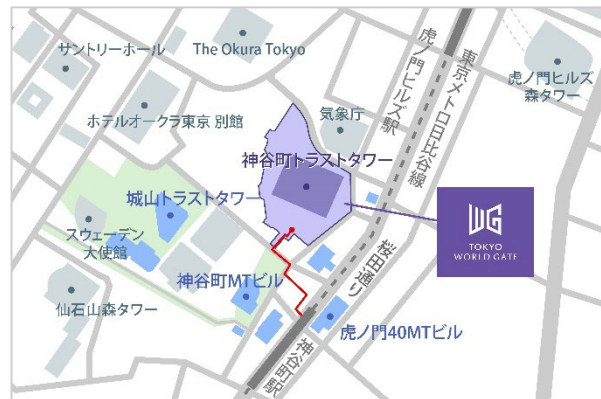 サントリーホール
The Okura Tokyo
虎ノ門ヒルズ駅
東京メトロ日比谷線
虎ノ門ヒルズ
森タワー
ホテルオークラ東京 別館
気象庁
神谷町トラストタワー
城山トラストタワー
WG
TOKYO
WORLD GATE
スウェーデン
大使館
桜田通り
神谷町MTビル
仙石山森タワー
虎ノ門40MTビル
神谷町駅